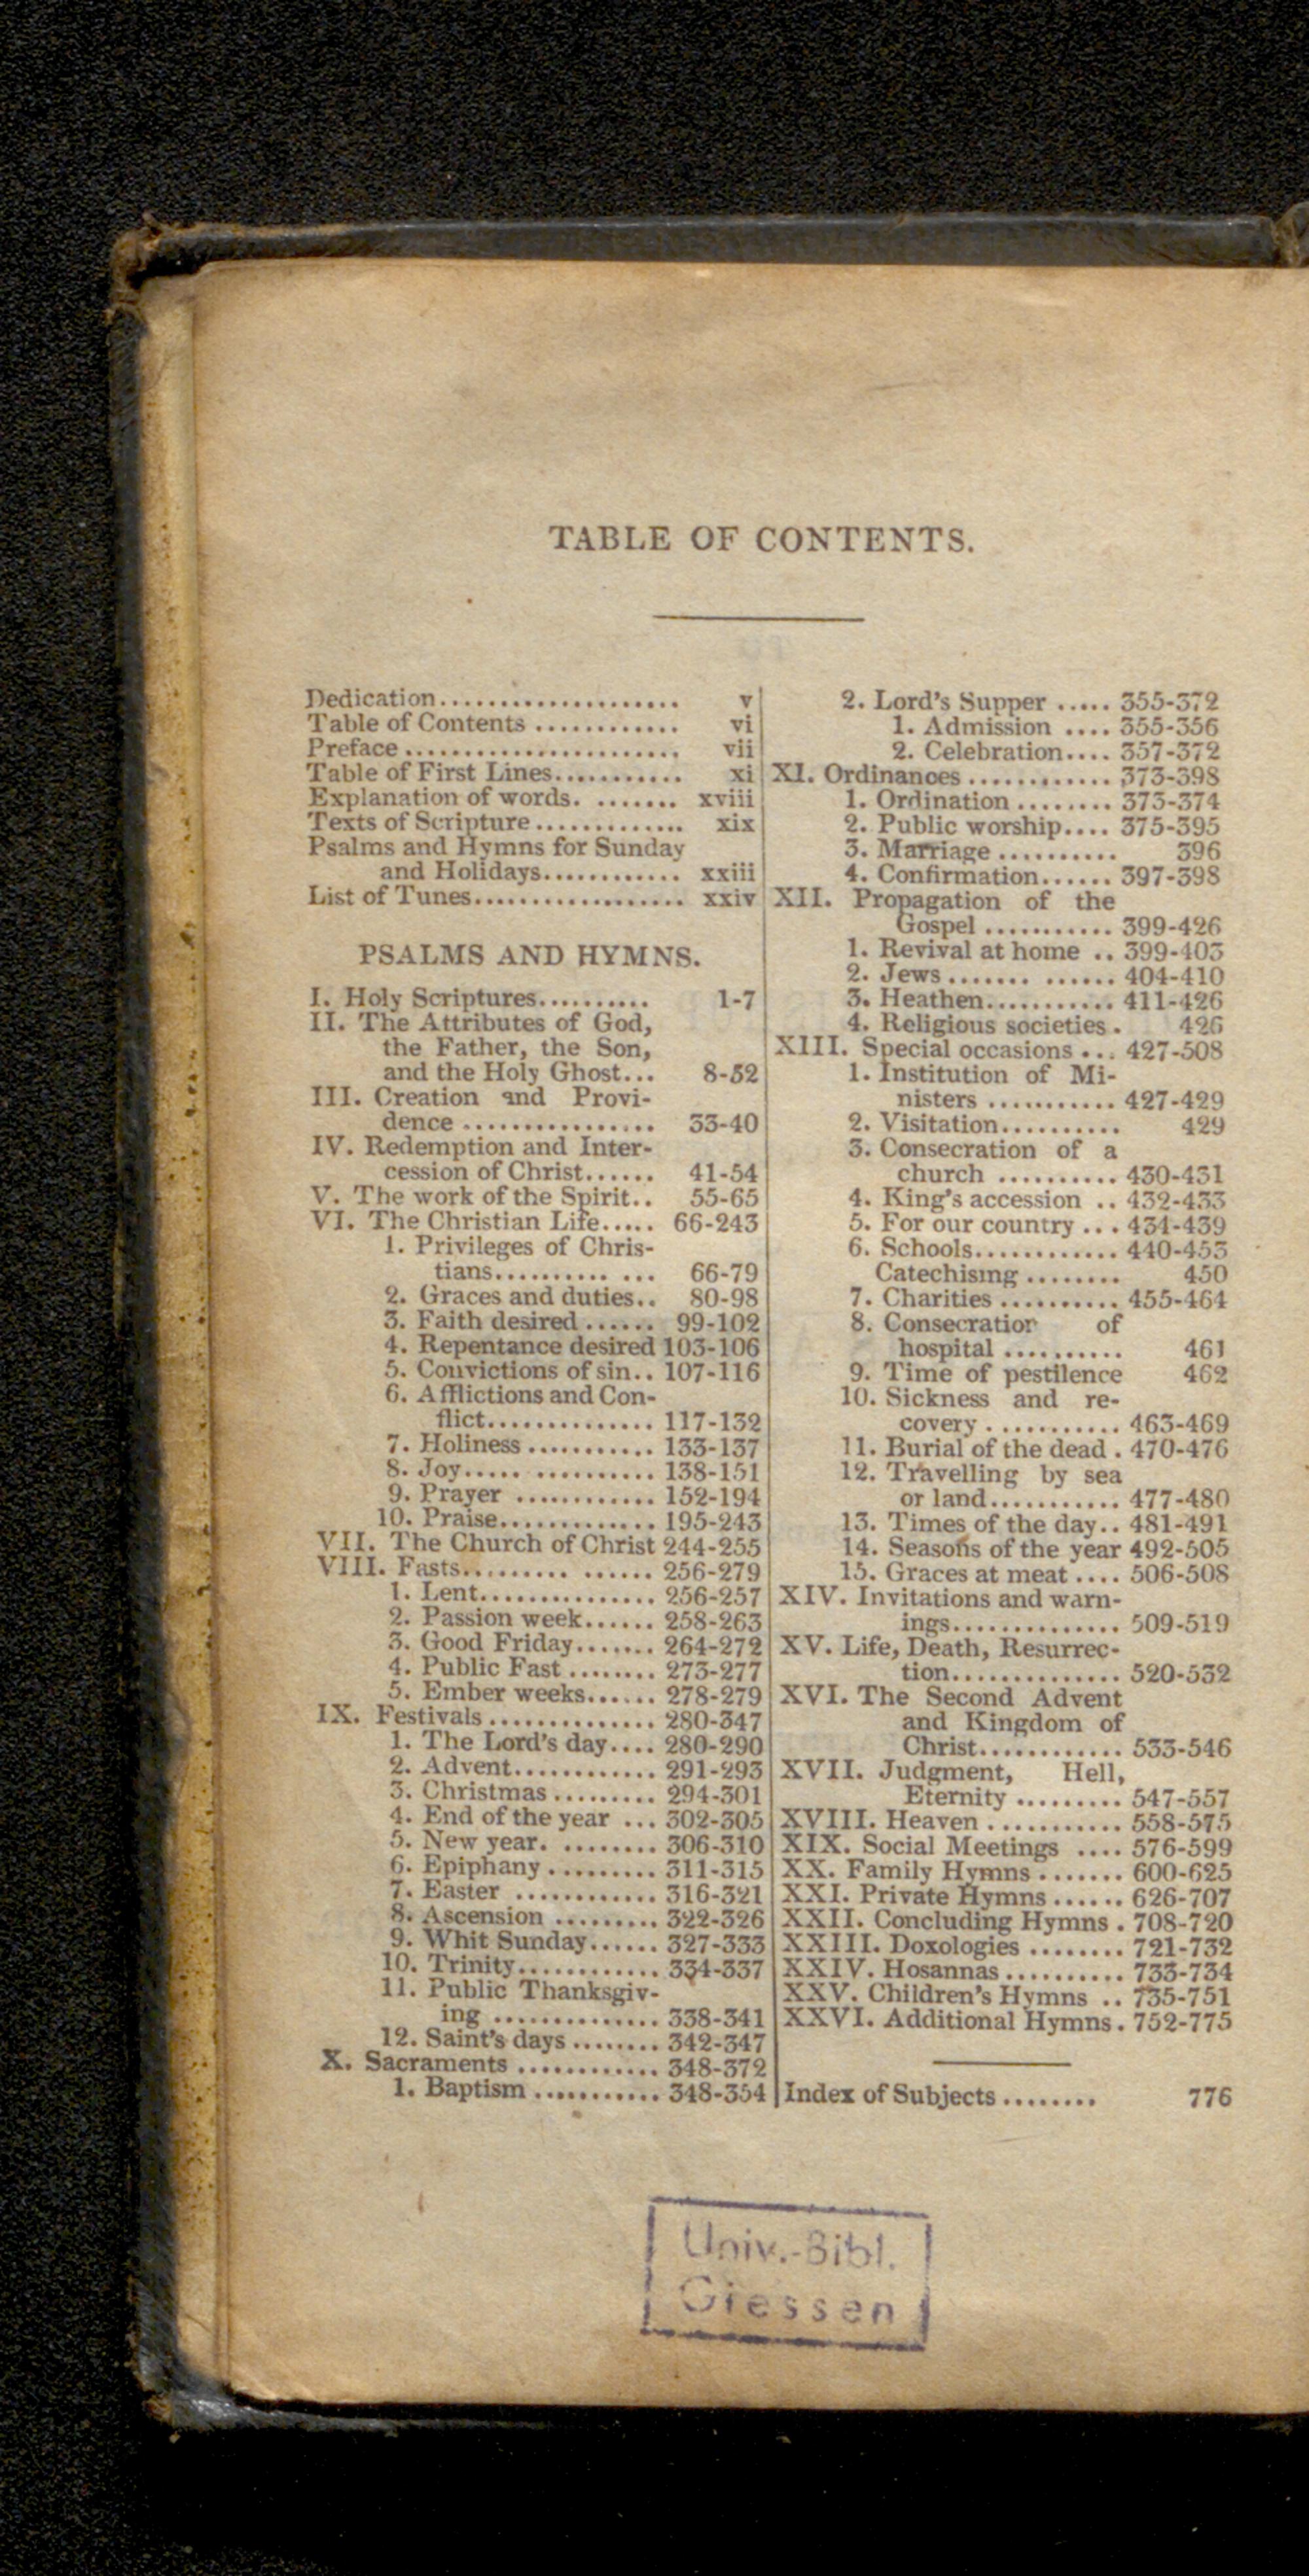 TABLE OF CONTENTS.
Dedication.................... v
Table of Contents ............ vi
Preface ....................... vii
Table of First Lines........... xi
Explanation of words. ........ xviii
Texts of Scripture............. xix
Psalms and Hymns for Sunday
and Holidays............ xxiii
List of Tunes.................. xxiv
PSALMS AND HYMNS.
I. Holy Scriptures.......... 1-7
II. The Attributes of God,
the Father, the Son,
and the Holy Ghost... 8-52
III. Creation and Provi-
dence ................ 33-40
IV. Redemption and Inter-
cession of Christ...... 41-54
V. The work of the Spirit.. 55-65
VI. The Christian Life..... 66-243
1. Privileges of Chris-
tians.......... ... 66-79
2. Graces and duties.. 80-98
3. Faith desired ...... 99-102
4. Repentance desired 103-106
5. Convictions of sin.. 107-116
6. Afflictions and Con-
flict.............. 117-132
7. Holiness ........... 133-137
8. Joy..... .......... 138-151
9. Prayer ............ 152-194
10. Praise............. 195-243
VII. The Church of Christ 244-255
VIII. Fasts......... ...... 256-279
1. Lent............... 256-257
2. Passion week...... 258-263
3. Good Friday....... 264-272
4. Public Fast ........ 273-277
5. Ember weeks...... 278-279
IX. Festivals .............. 280-347
1. The Lord's day.... 280-290
2. Advent............ 291-293
3. Christmas ......... 294-301
4. End of the year ... 302-305
5. New year. ........ 306-310
6. Epiphany ......... 311-315
7. Easter ............ 316-321
8. Ascension ......... 322-326
9. Whit Sunday...... 327-333
10. Trinity............ 334-337
11. Public Thanksgiv-
ing .............. 338-341
12. Saint's days ........ 342-347
X. Sacraments ............ 348-372
1. Baptism ........... 348-354
2. Lord's Supper ..... 355-372
1. Admission .... 355-356
2. Celebration.... 357-372
XI. Ordinances ............ 373-398
1. Ordination ........ 373-374
2. Public worship.... 375-395
3. Marriage .......... 396
4. Confirmation...... 397-398
XII. Propagation of the
Gospel ........... 399-426
1. Revival at home .. 399-403
2. Jews ....... ...... 404-410
3. Heathen........... 411-426
4. Religious societies . 426
XIII. Special occasions ... 427-508
1. Institution of Mi-
nisters ........... 427-429
2. Visitation.......... 429
3. Consecration of a
church .......... 430-431
4. King's accession .. 432-433
5. For our country ... 434-439
6. Schools............ 440-453
Catechising ........ 450
7. Charities .......... 455-464
8. Consecration of
hospital .......... 461
9. Time of pestilence 462
10. Sickness and re-
covery ........... 463-469
11. Burial of the dead . 470-476
12. Travelling by sea
or land........... 477-480
13. Times of the day.. 481-491
14. Seasons of the year 492-505
15. Graces at meat .... 506-508
XIV. Invitations and warn-
ings.............. 509-519
XV. Life, Death, Resurrec-
tion.............. 520-532
XVI. The Second Advent
and Kingdom of
Christ............ 533-546
XVII. Judgment, Hell,
Eternity ......... 547-557
XVIII. Heaven ........... 558-575
XIX. Social Meetings .... 576-599
XX. Family Hymns ....... 600-625
XXI. Private Hymns ...... 626-707
XXII. Concluding Hymns . 708-720
XXIII. Doxologies ........ 721-732
XXIV. Hosannas .......... 733-734
XXV. Children's Hymns .. 735-751
XXVI. Additional Hymns . 752-775
Index of Subjects ........ 776
Univ.-Bibl.
Giessen